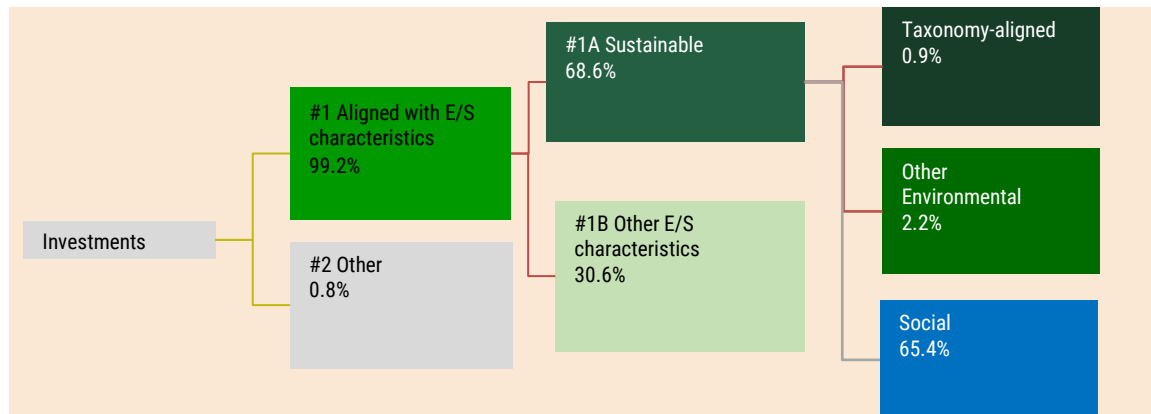 Investments
#1 Aligned with E/S
characteristics
99.2%
#2 Other
0.8%
#1A Sustainable
68.6%
#1B Other E/S
characteristics
30.6%
Taxonomy-aligned
0.9%
Other
Environmental
2.2%
Social
65.4%